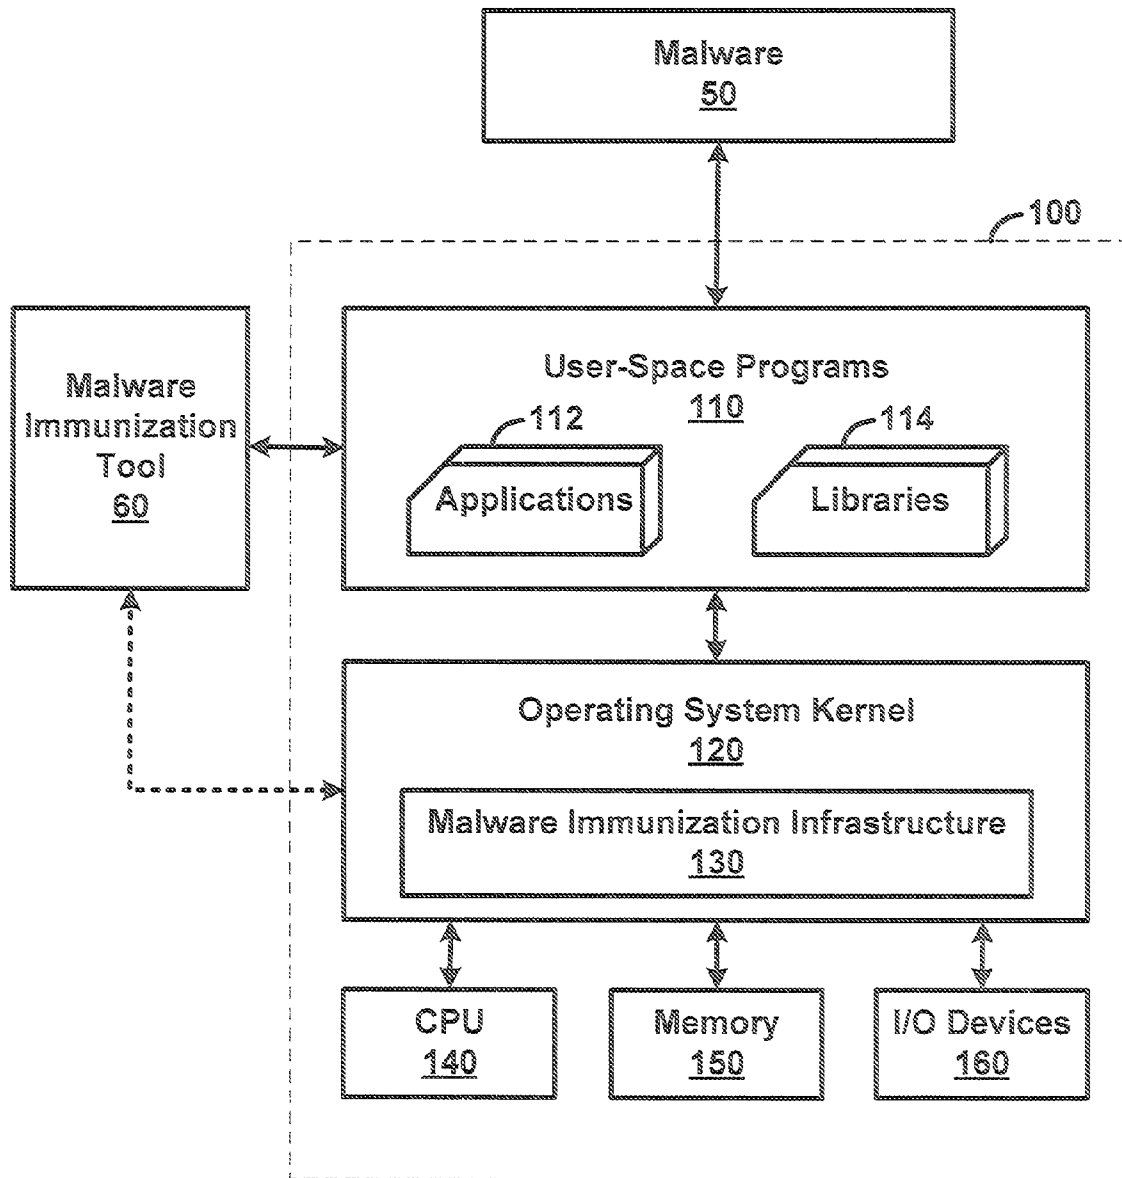 Malware
50
100
Malware
Immunization
Tool
60
User-Space Programs
110
112
114
Applications
Libraries
Operating System Kernel
120
Malware Immunization Infrastructure
130
CPU
140
Memory
150
I/O Devices
160